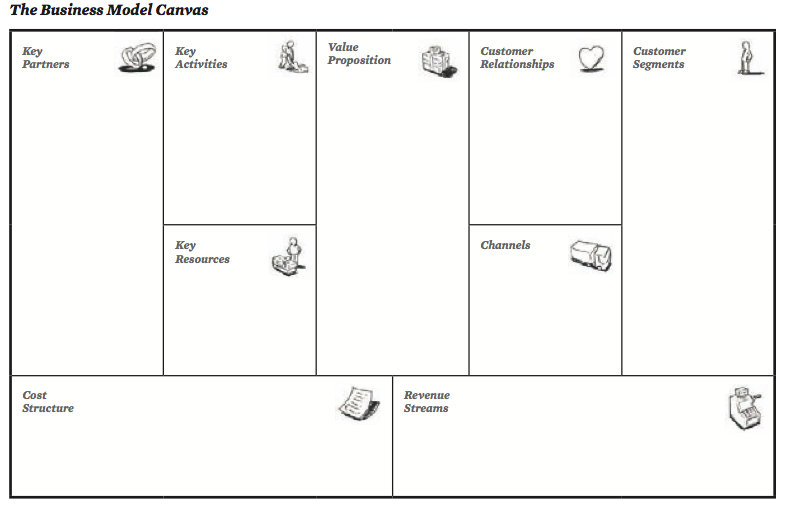 The Business Model Canvas
Key
Partners
Key
Activities
Value
Proposition
Customer
Relationships
Customer
Segments
Key
Resources
Channels
Cost
Structure
Revenue
Streams